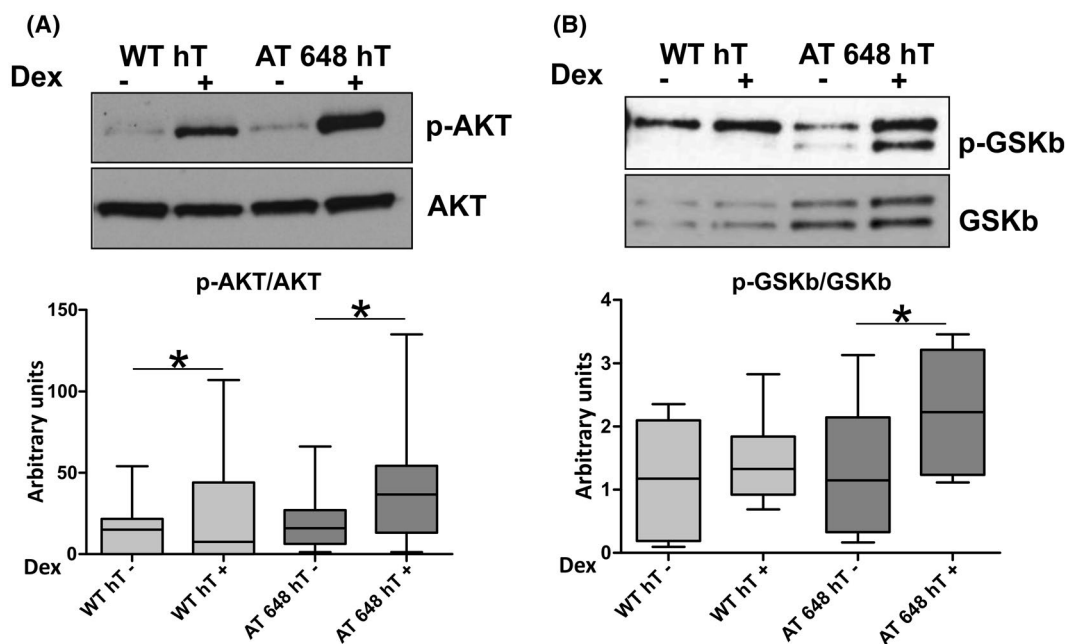 (A)
WT hT AT 648 hT
Dex - + - +
p-AKT
AKT
p-AKT/AKT
*
*
Arbitrary units
150
100
50
0
Dex
WT hT -
WT hT +
AT 648 hT -
AT 648 hT +
(B)
WT hT AT 648 hT
Dex - + - +
p-GSKb
GSKb
p-GSKb/GSKb
*
Arbitrary units
4
3
2
1
0
Dex
WT hT -
WT hT +
AT 648 hT -
AT 648 hT +